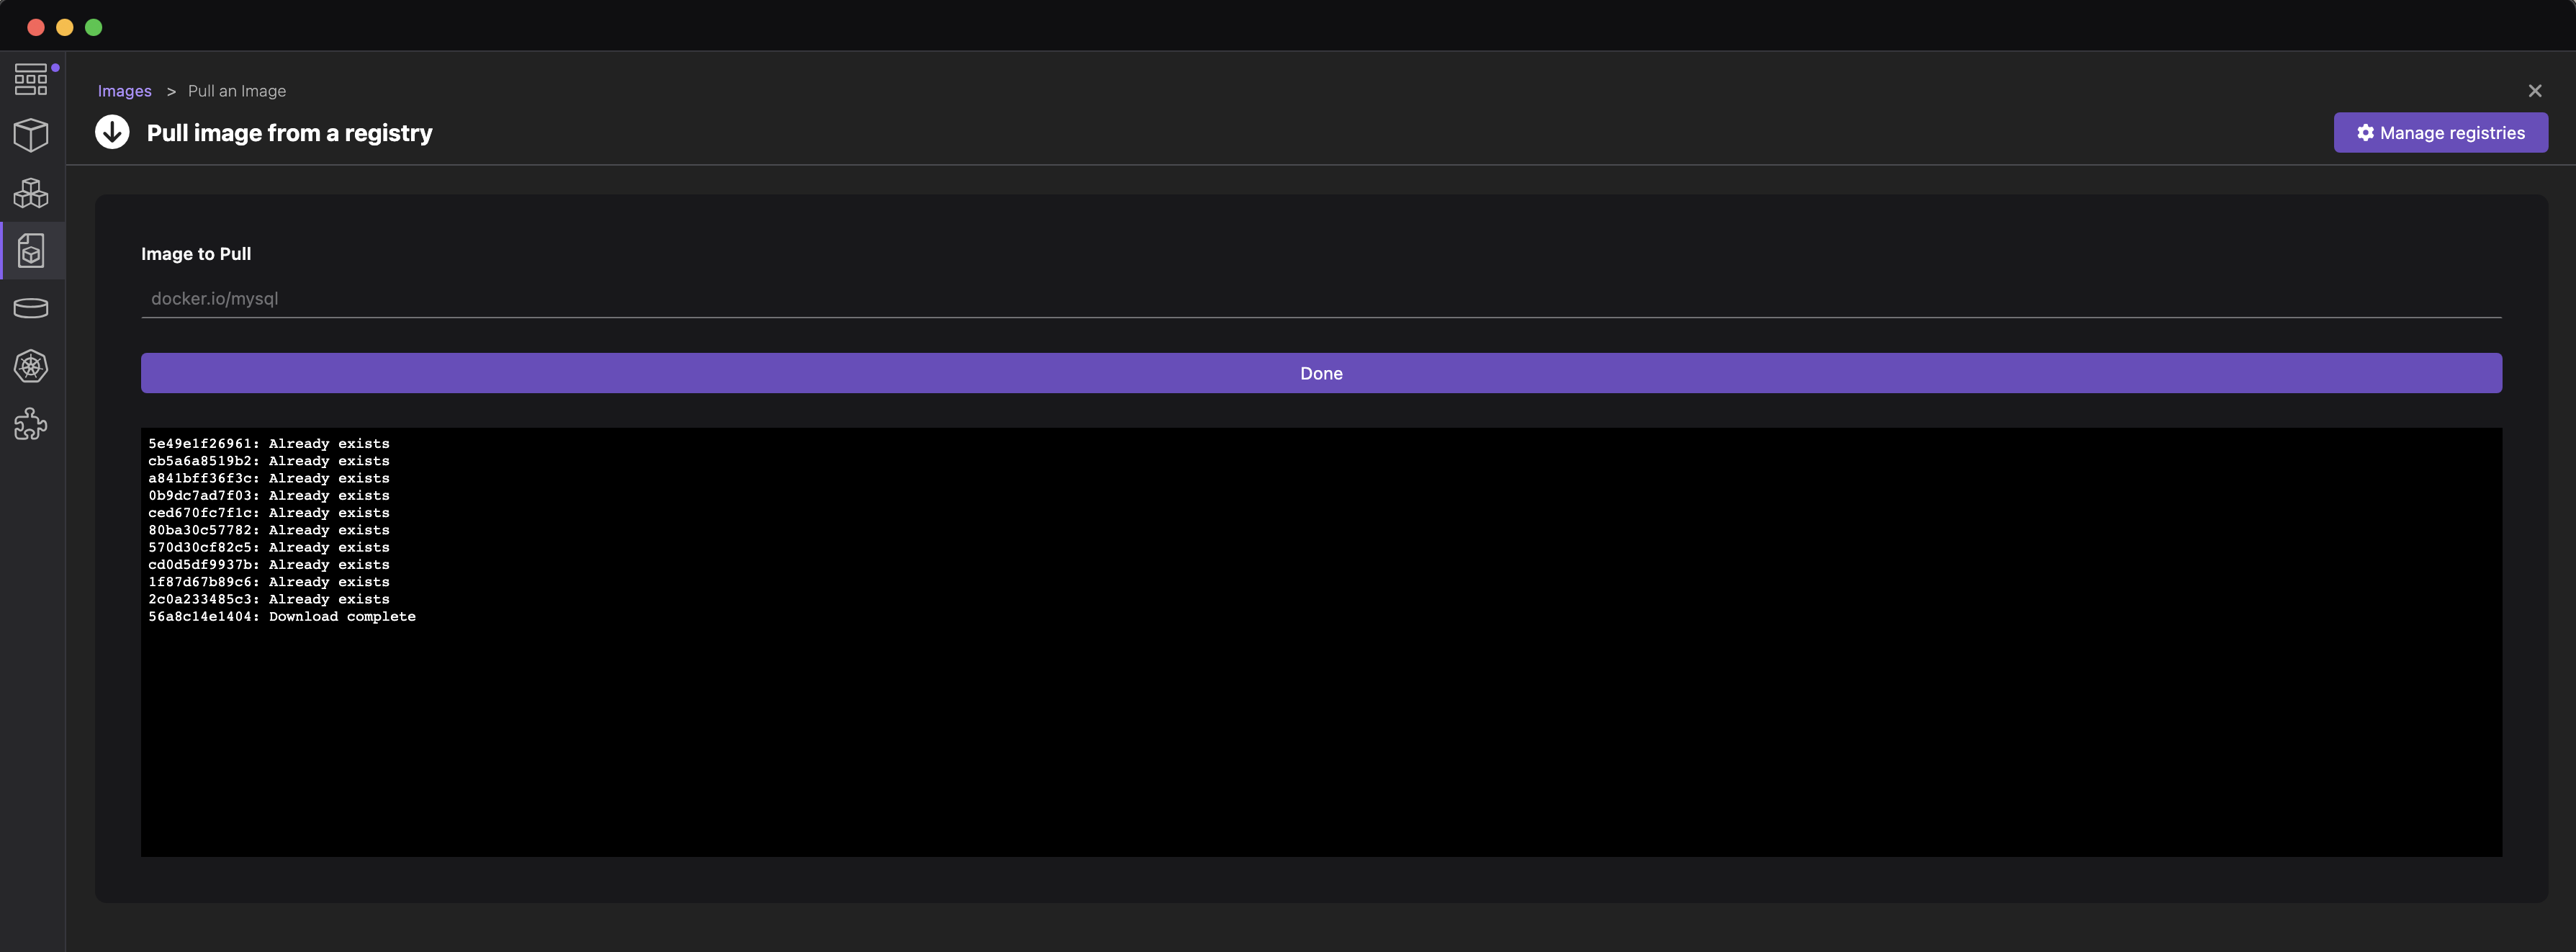 Images > Pull an Image
Pull image from a registry
Manage registries
Image to Pull
docker.io/mysql
Done
5e49e1f26961: Already exists
cb5a6a8519b2: Already exists
a841bff36f3c: Already exists
0b9dc7ad7f03: Already exists
ced670fc7f1c: Already exists
80ba30c57782: Already exists
570d30cf82c5: Already exists
cd0d5df9937b: Already exists
1f87d67b89c6: Already exists
2c0a233485c3: Already exists
56a8c14e1404: Download complete